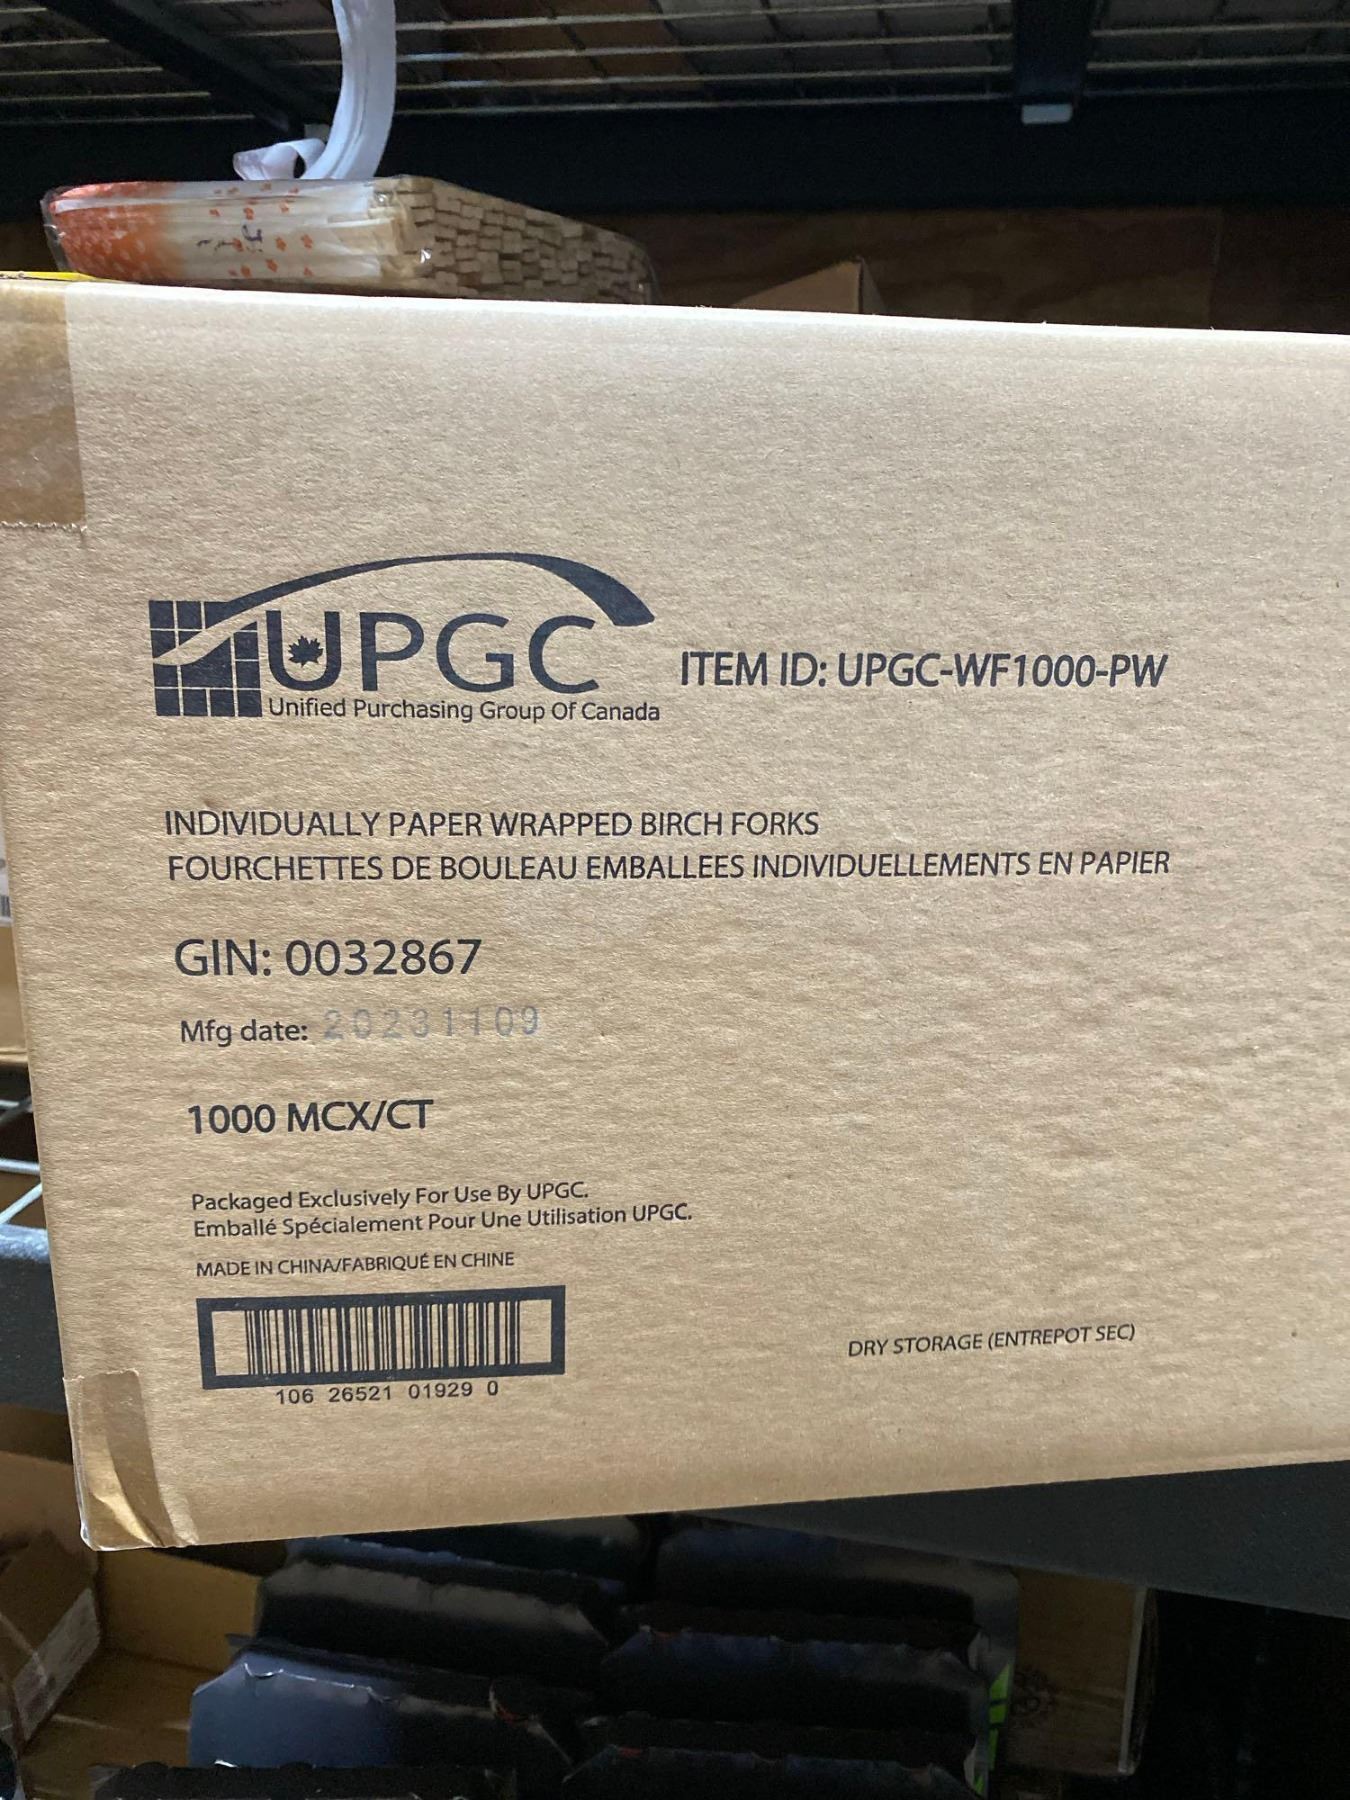 UPGC
Unified Purchasing Group Of Canada
ITEM ID: UPGC-WF1000-PW
INDIVIDUALLY PAPER WRAPPED BIRCH FORKS
FOURCHETTES DE BOULEAU EMBALLEES INDIVIDUELLEMENTS EN PAPIER
GIN: 0032867
Mfg date: 20231109
1000 MCX/CT
Packaged Exclusively For Use By UPGC.
Emballé Spécialement Pour Une Utilisation UPGC.
MADE IN CHINA/FABRIQUÉ EN CHINE
106 26521 01929 0
DRY STORAGE (ENTREPOT SEC)